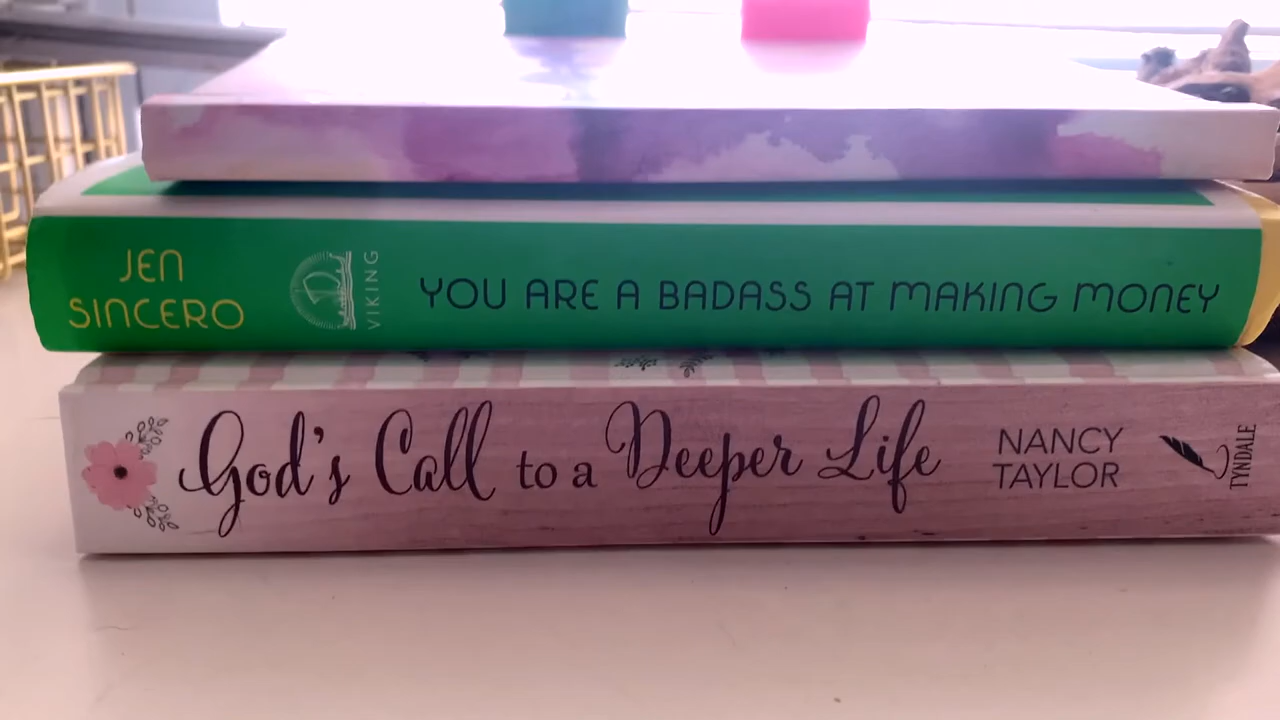 JEN
SINCERO
VIKING
YOU ARE A BADASS AT MAKING MONEY
God's Call to a Deeper Life
NANCY
TAYLOR
TYNDALE